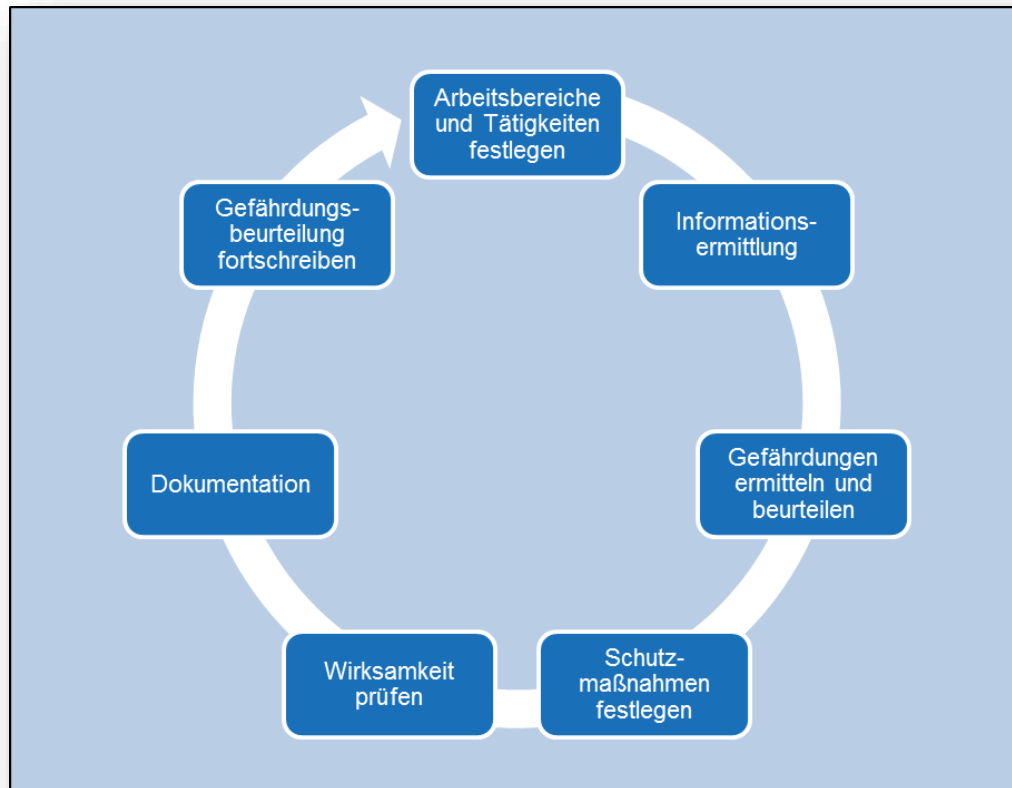 Arbeitsbereiche
und Tätigkeiten
festlegen
Informations-
ermittlung
Gefährdungen
ermitteln und
beurteilen
Schutz-
maßnahmen
festlegen
Wirksamkeit
prüfen
Dokumentation
Gefährdungs-
beurteilung
fortschreiben